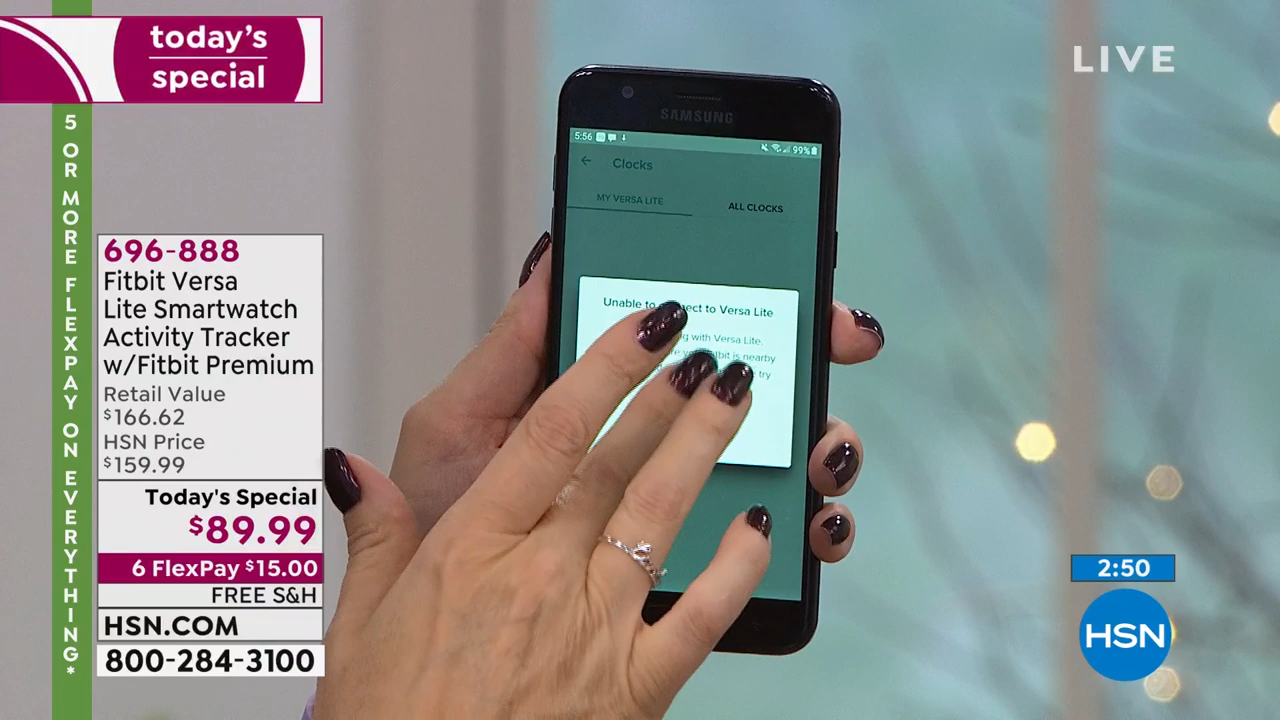 today's
special
LIVE
5 OR MORE FLEXPAY ON EVERYTHING*
696-888
Fitbit Versa
Lite Smartwatch
Activity Tracker
w/Fitbit Premium
Retail Value
$166.62
HSN Price
$159.99
Today's Special
$89.99
6 FlexPay $15.00
FREE S&H
HSN.COM
800-284-3100
SAMSUNG
5:56
99%
Clocks
MY VERSA LITE
ALL CLOCKS
Unable to to Versa Lite
with Versa Lite.
is nearby
try
2:50
HSN